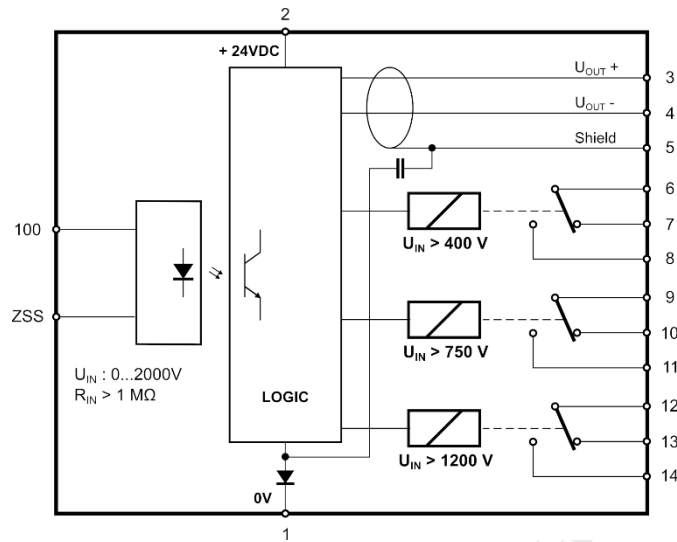 2
+ 24VDC
U_OUT +
3
U_OUT -
4
Shield
5
6
100
7
U_IN > 400 V
8
9
ZSS
10
U_IN > 750 V
11
U_IN : 0...2000V
R_IN > 1 MΩ
LOGIC
12
13
U_IN > 1200 V
14
0V
1